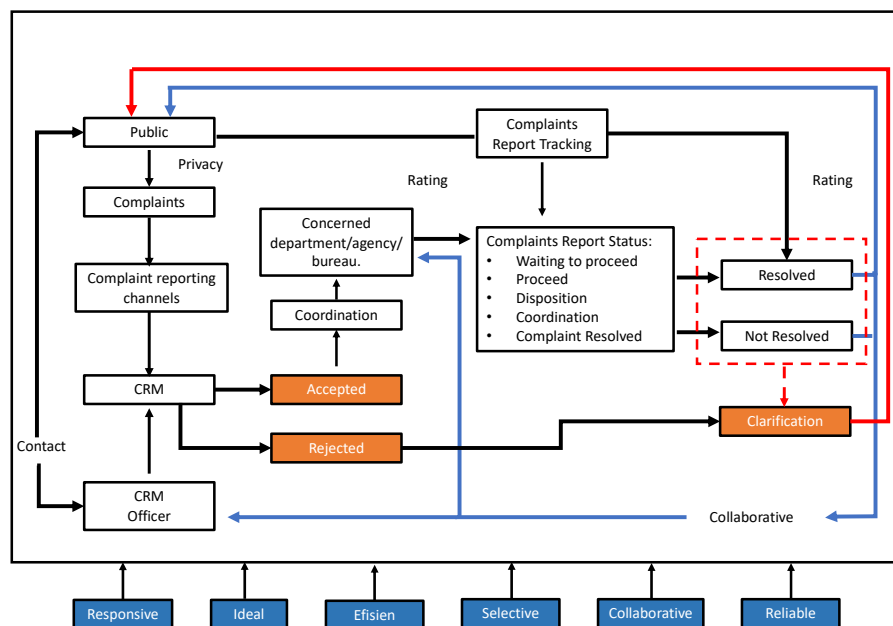 Public
Complaints
Report Tracking
Privacy
Rating
Rating
Complaints
Concerned
department/agency/
bureau.
Complaints Report Status:
• Waiting to proceed
• Proceed
• Disposition
• Coordination
• Complaint Resolved
Resolved
Complaint reporting
channels
Coordination
Not Resolved
CRM
Accepted
Clarification
Rejected
Contact
CRM
Officer
Collaborative
Responsive
Ideal
Efisien
Selective
Collaborative
Reliable